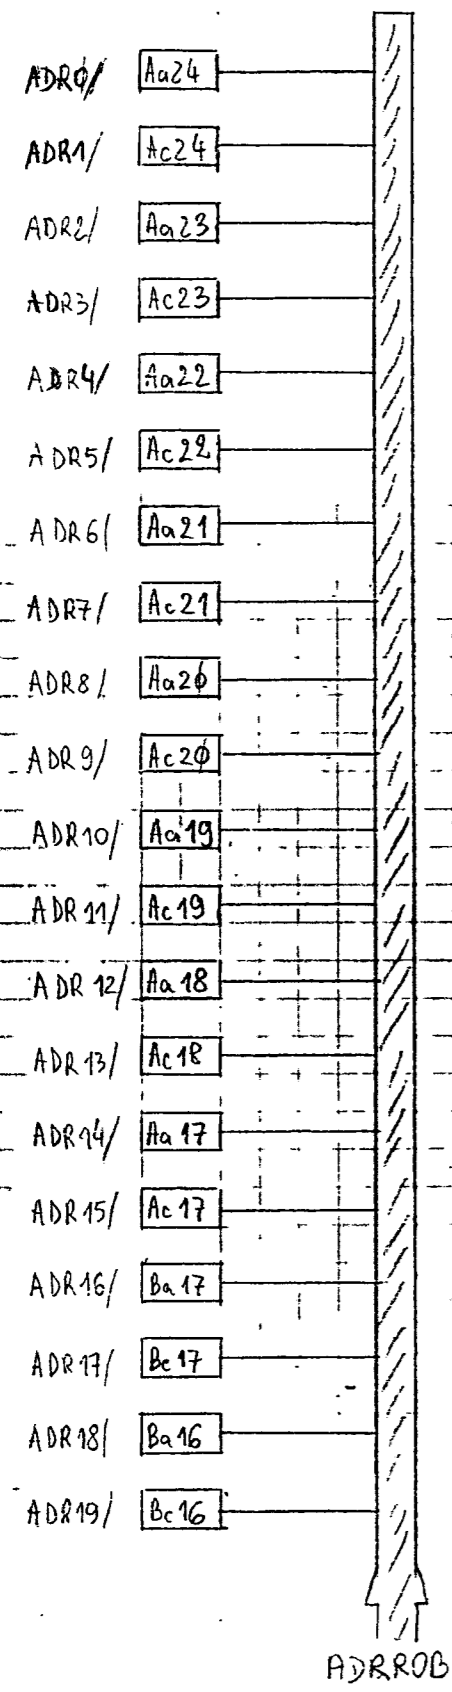 ADRØ/ Aa24
ADR1/ Ac24
ADR2/ Aa23
ADR3/ Ac23
ADR4/ Aa22
ADR5/ Ac22
ADR6/ Aa21
ADR7/ Ac21
ADR8/ Aa2Ø
ADR9/ Ac2Ø
ADR10/ Aa19
ADR11/ Ac19
ADR12/ Aa18
ADR13/ Ac18
ADR14/ Aa17
ADR15/ Ac17
ADR16/ Ba17
ADR17/ Bc17
ADR18/ Ba16
ADR19/ Bc16
ADRROB